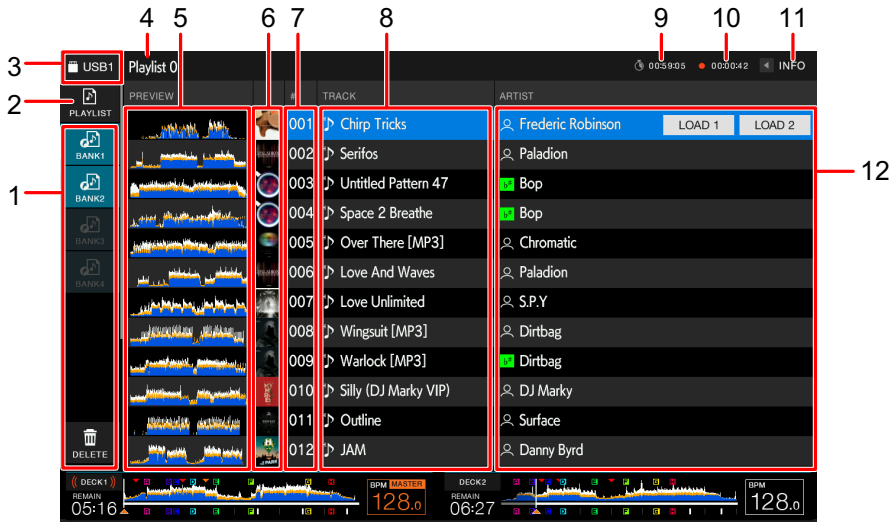 4 5 6 7 8 9 10 11
3 USB1 Playlist 0 00:59:05 00:00:42 INFO
2 PLAYLIST PREVIEW # TRACK ARTIST
001 Chirp Tricks Frederic Robinson LOAD 1 LOAD 2
BANK1 002 Serifos Paladion
1 BANK2 003 Untitled Pattern 47 Bop 12
004 Space 2 Breathe Bop
BANK3 005 Over There [MP3] Chromatic
BANK4 006 Love And Waves Paladion
007 Love Unlimited S.P.Y
008 Wingsuit [MP3] Dirtbag
009 Warlock [MP3] Dirtbag
010 Silly (DJ Marky VIP) DJ Marky
011 Outline Surface
DELETE 012 JAM Danny Byrd
DECK1 BPM MASTER DECK2 BPM
REMAIN 128.0 REMAIN 128.0
05:16 06:27